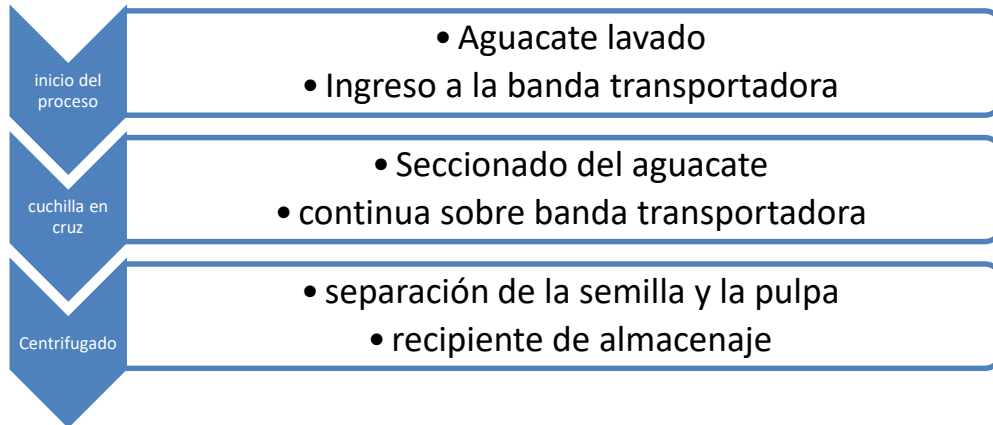 inicio del
proceso
• Aguacate lavado
• Ingreso a la banda transportadora
cuchilla en
cruz
• Seccionado del aguacate
• continua sobre banda transportadora
Centrifugado
• separación de la semilla y la pulpa
• recipiente de almacenaje